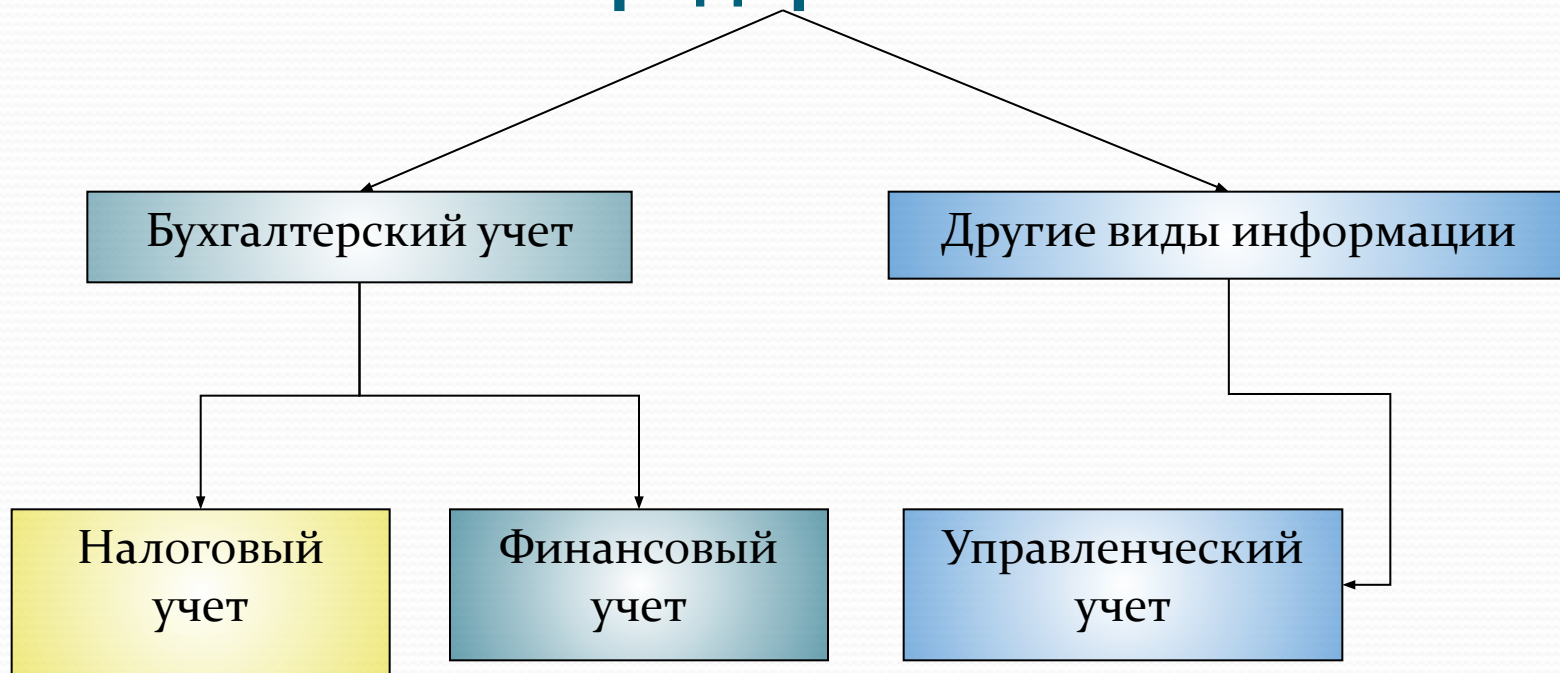 Бухгалтерский учет
Другие виды информации
Налоговый
учет
Финансовый
учет
Управленческий
учет